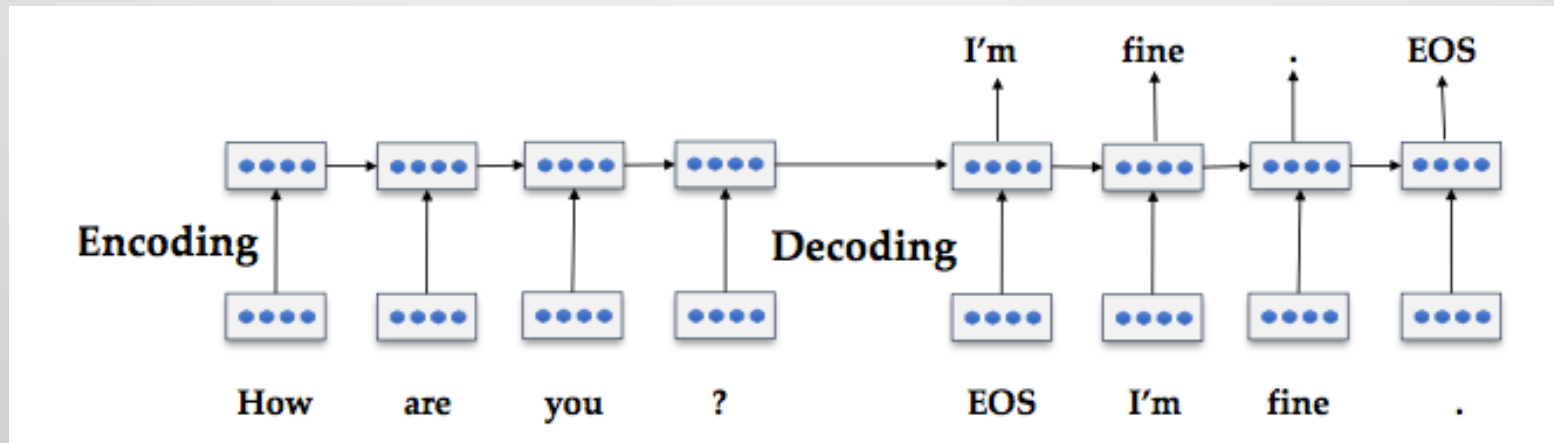 I'm fine . EOS
Encoding Decoding
How are you ? EOS I'm fine .